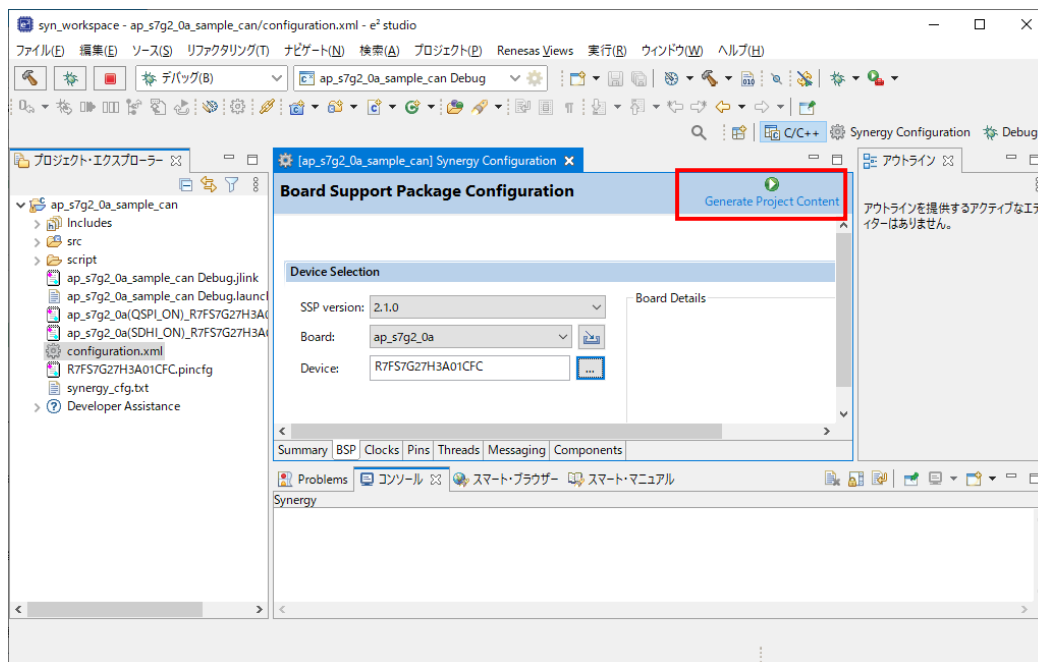 syn_workspace - ap_s7g2_0a_sample_can/configuration.xml - e² studio
ファイル(F) 編集(E) ソース(S) リファクタリング(T) ナビゲート(N) 検索(A) プロジェクト(P) Renesas Views 実行(R) ウィンドウ(W) ヘルプ(H)
デバッグ(B) ap_s7g2_0a_sample_can Debug
C/C++ Synergy Configuration Debug
プロジェクト・エクスプローラー
ap_s7g2_0a_sample_can
Includes
src
script
ap_s7g2_0a_sample_can Debug.jlink
ap_s7g2_0a_sample_can Debug.launcl
ap_s7g2_0a(QSPI_ON)_R7FS7G27H3A0
ap_s7g2_0a(SDHI_ON)_R7FS7G27H3A(
configuration.xml
R7FS7G27H3A01CFC.pincfg
synergy_cfg.txt
Developer Assistance
[ap_s7g2_0a_sample_can] Synergy Configuration
Board Support Package Configuration
Generate Project Content
Device Selection
SSP version: 2.1.0
Board: ap_s7g2_0a
Device: R7FS7G27H3A01CFC ...
Board Details
Summary BSP Clocks Pins Threads Messaging Components
アウトライン
アウトラインを提供するアクティブなエデ
ィターはありません。
Problems コンソール スマート・ブラウザー スマート・マニュアル
Synergy